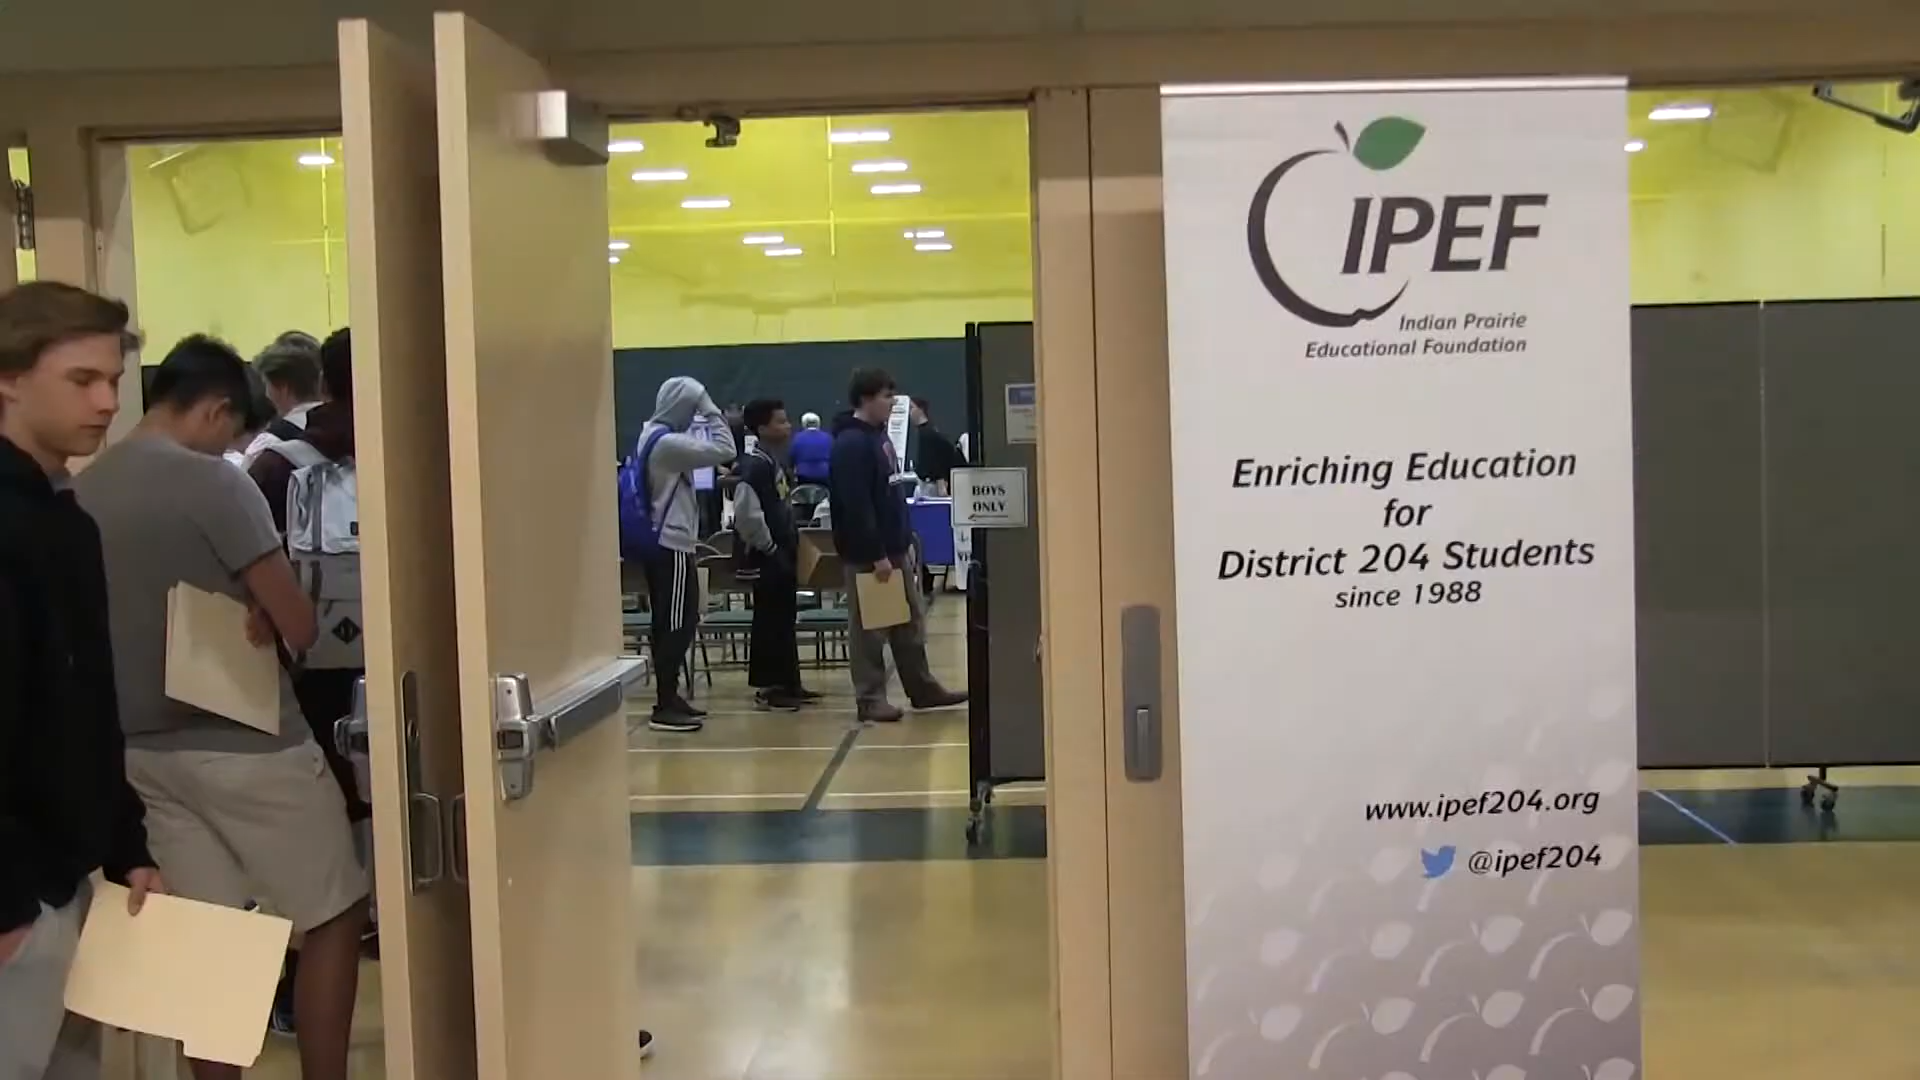 IPEF
Indian Prairie
Educational Foundation
Enriching Education
for
District 204 Students
since 1988
www.ipef204.org
@ipef204
BOYS
ONLY